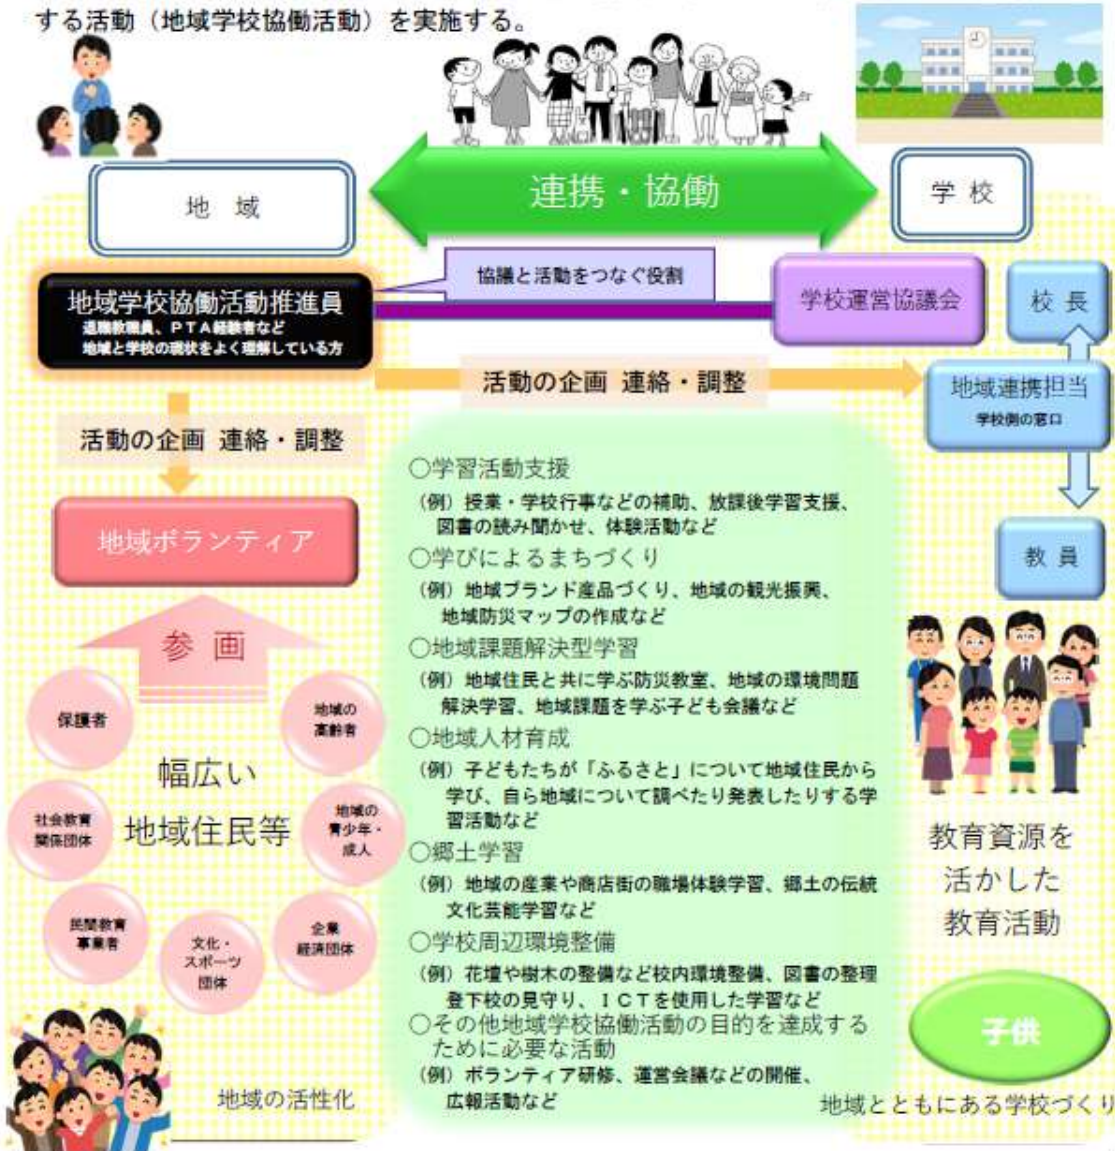 する活動（地域学校協働活動）を実施する。
連携・協働
地 域
学 校
協議と活動をつなぐ役割
地域学校協働活動推進員
退職教職員、ＰＴＡ経験者など
地域と学校の現状をよく理解している方
学校運営協議会
校 長
活動の企画 連絡・調整
地域連携担当
学校側の窓口
活動の企画 連絡・調整
地域ボランティア
教 員
参 画
保護者
地域の
高齢者
幅広い
地域住民等
社会教育
関係団体
地域の
青少年・
成人
民間教育
事業者
文化・
スポーツ
団体
企業
経済団体
地域の活性化
〇学習活動支援
（例）授業・学校行事などの補助、放課後学習支援、
図書の読み聞かせ、体験活動など
〇学びによるまちづくり
（例）地域ブランド産品づくり、地域の観光振興、
地域防災マップの作成など
〇地域課題解決型学習
（例）地域住民と共に学ぶ防災教室、地域の環境問題
解決学習、地域課題を学ぶ子ども会議など
〇地域人材育成
（例）子どもたちが「ふるさと」について地域住民から
学び、自ら地域について調べたり発表したりする学
習活動など
〇郷土学習
（例）地域の産業や商店街の職場体験学習、郷土の伝統
文化芸能学習など
〇学校周辺環境整備
（例）花壇や樹木の整備など校内環境整備、図書の整理
登下校の見守り、ＩＣＴを使用した学習など
〇その他地域学校協働活動の目的を達成する
ために必要な活動
（例）ボランティア研修、運営会議などの開催、
広報活動など
教育資源を
活かした
教育活動
子供
地域とともにある学校づくり